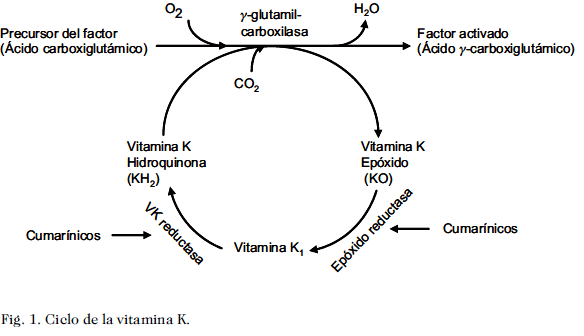 O2
γ-glutamil-
carboxilasa
H2O
Precursor del factor
(Ácido carboxiglutámico)
Factor activado
(Ácido γ-carboxiglutámico)
CO2
Vitamina K
Hidroquinona
(KH2)
Vitamina K
Epóxido
(KO)
VK reductasa
Epóxido reductasa
Cumarínicos
Vitamina K1
Cumarínicos
Fig. 1. Ciclo de la vitamina K.